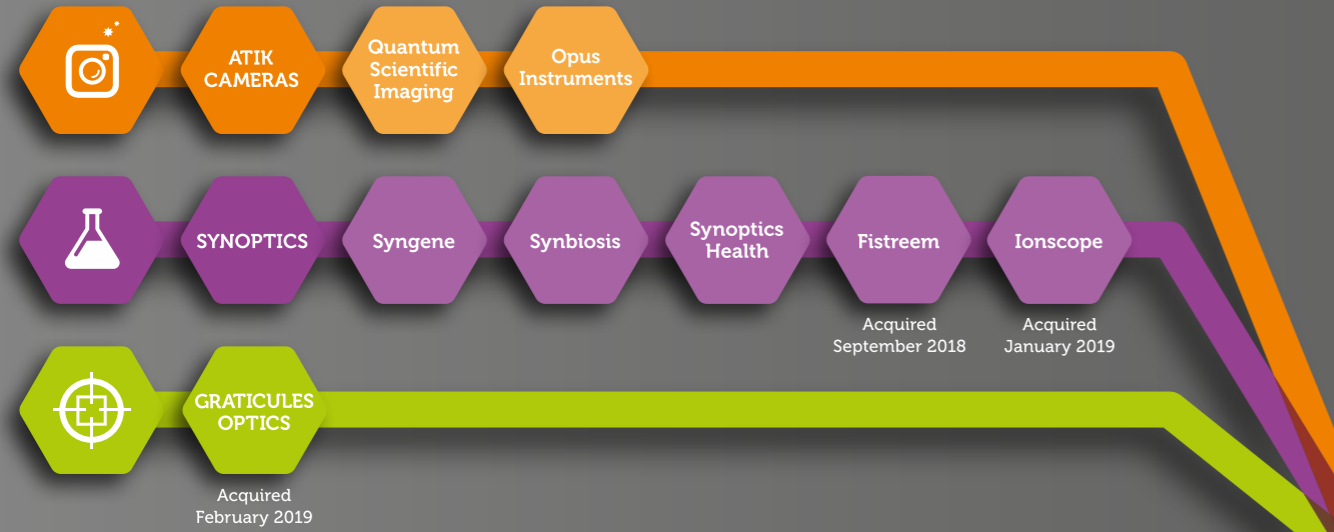 ATIK
CAMERAS
Quantum
Scientific
Imaging
Opus
Instruments
SYNOPTICS
Syngene
Synbiosis
Synoptics
Health
Fistreem
Ionscope
Acquired
September 2018
Acquired
January 2019
GRATICULES
OPTICS
Acquired
February 2019